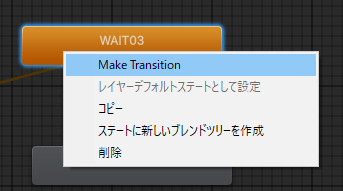 WAIT03
Make Transition
レイヤーデフォルトステートとして設定
コピー
ステートに新しいブレンドツリーを作成
削除